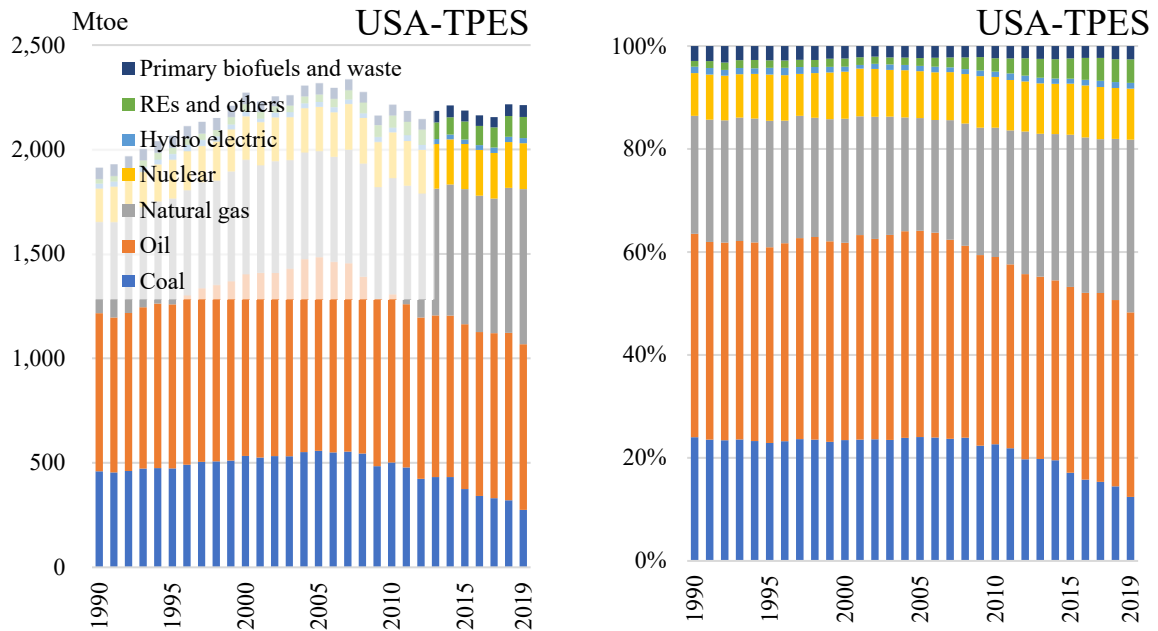 Mtoe
USA-TPES
2,500
2,000
1,500
1,000
500
0
Primary biofuels and waste
REs and others
Hydro electric
Nuclear
Natural gas
Oil
Coal
1990
1995
2000
2005
2010
2015
2019
USA-TPES
100%
80%
60%
40%
20%
0%
1990
1995
2000
2005
2010
2015
2019